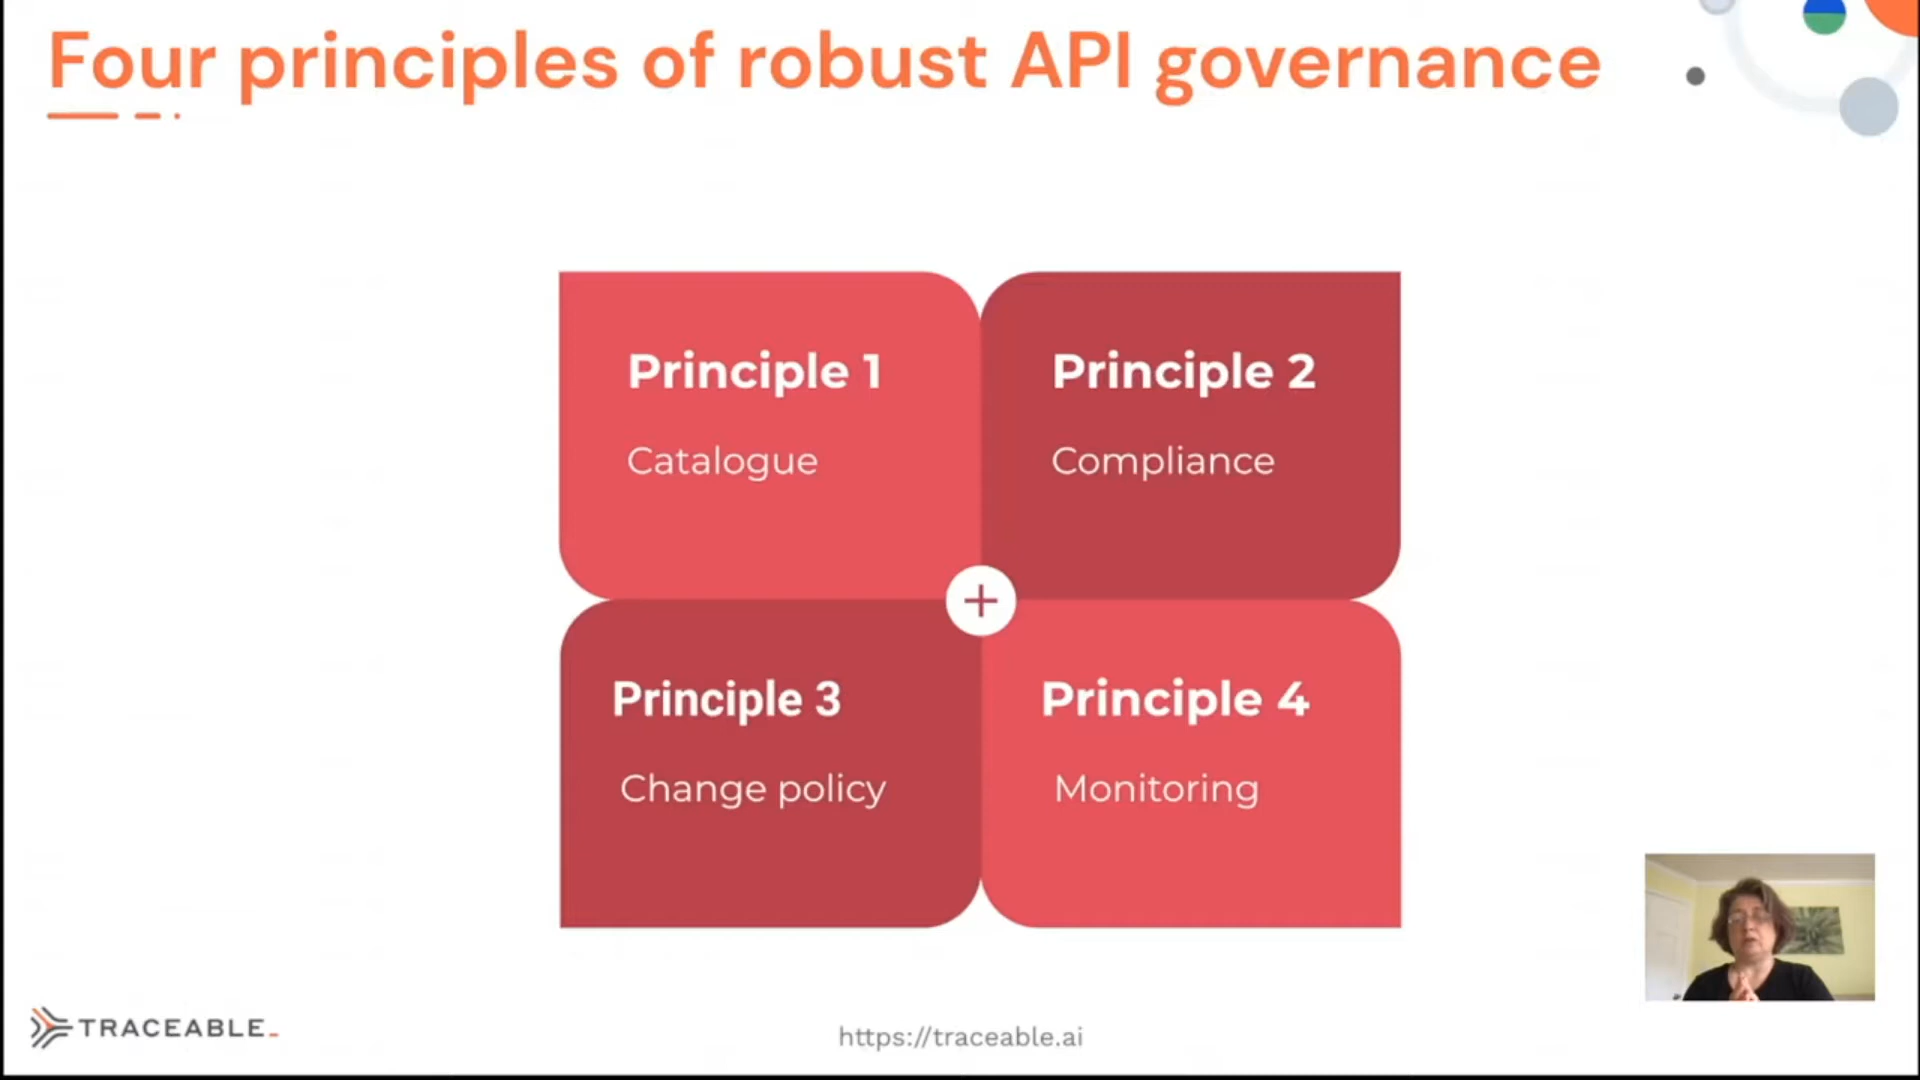 Four principles of robust API governance
Principle 1
Catalogue
Principle 2
Compliance
+
Principle 3
Change policy
Principle 4
Monitoring
TRACEABLE_
https://traceable.ai